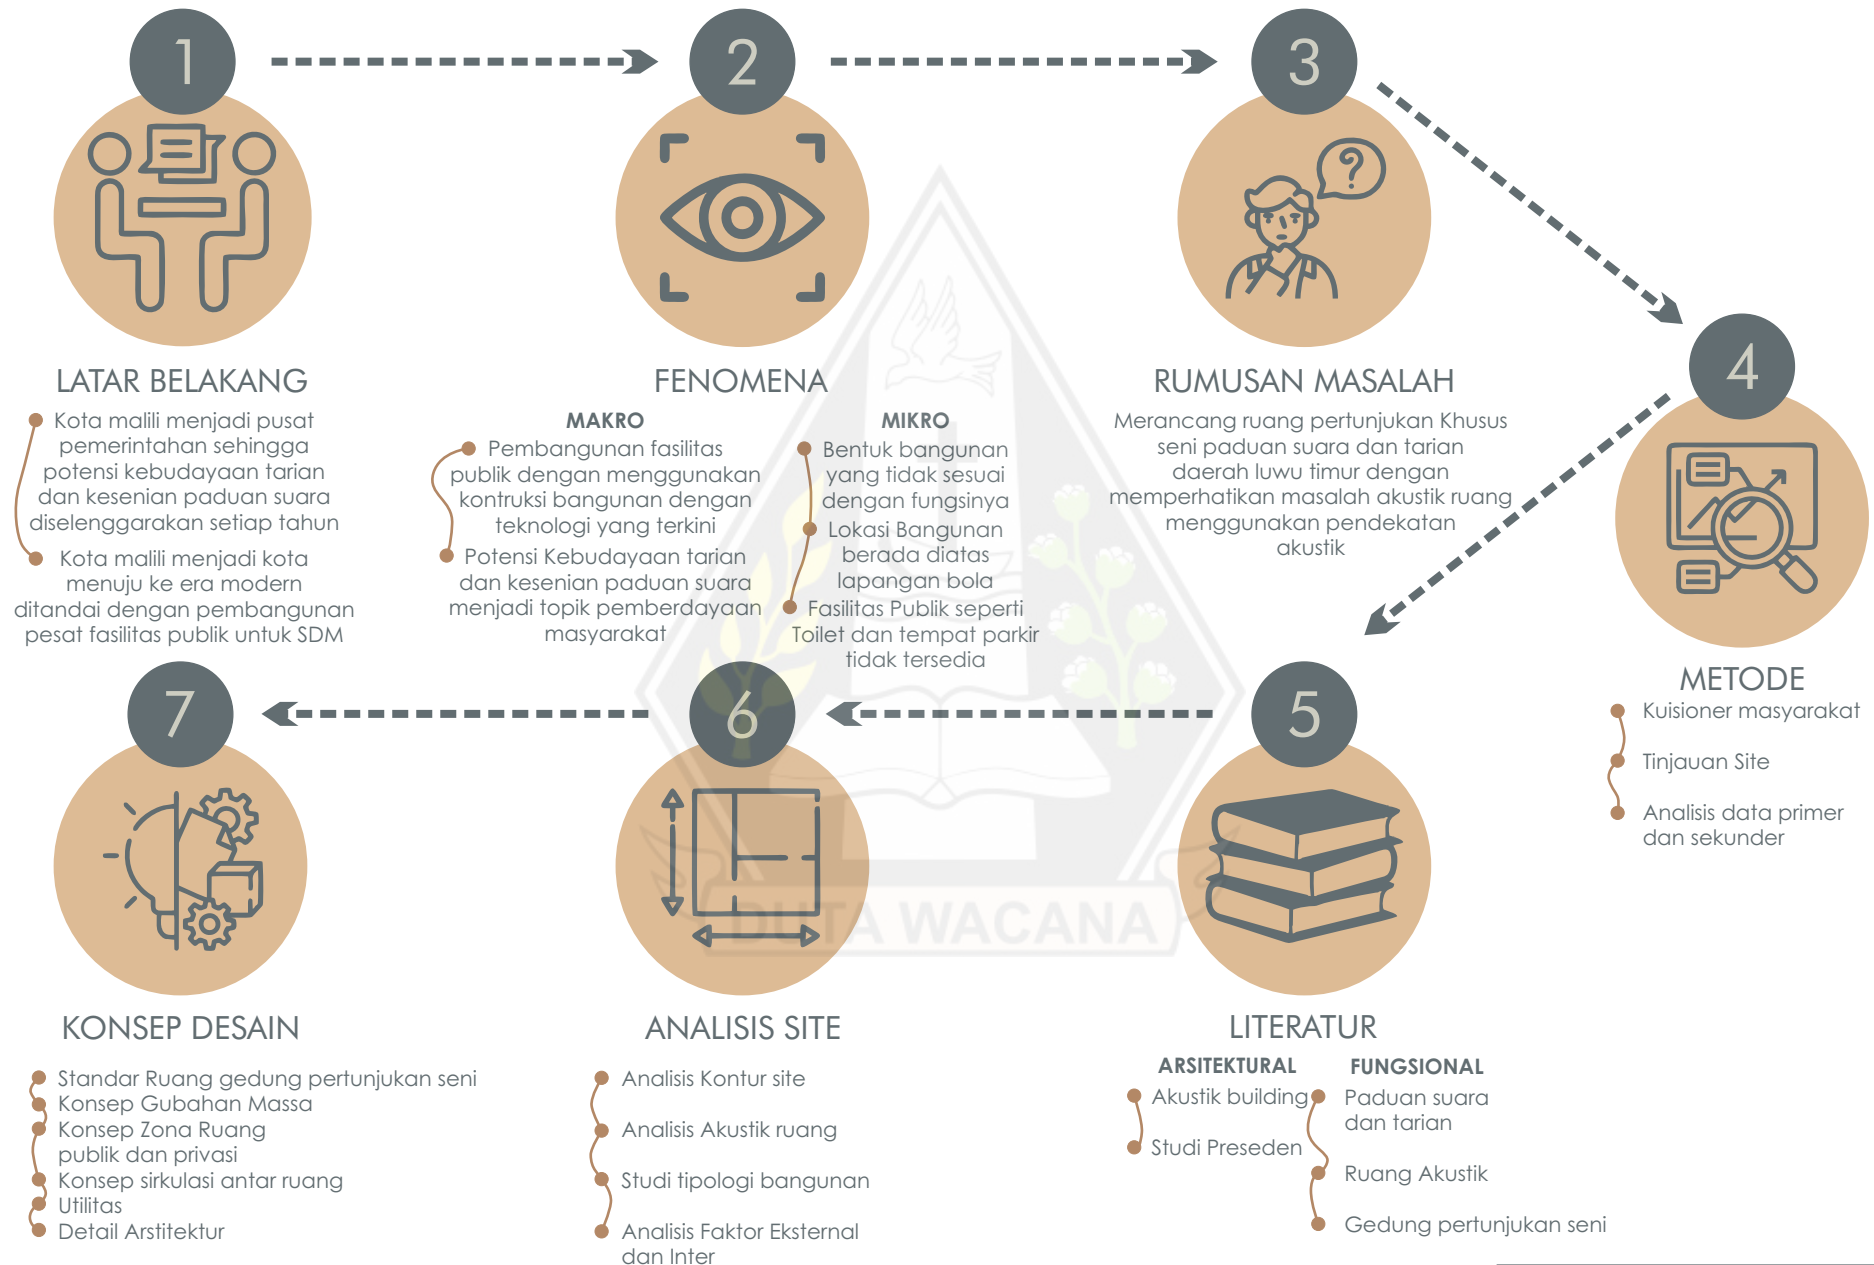 1
LATAR BELAKANG
Kota malili menjadi pusat
pemerintahan sehingga
potensi kebudayaan tarian
dan kesenian paduan suara
diselenggarakan setiap tahun
Kota malili menjadi kota
menuju ke era modern
ditandai dengan pembangunan
pesat fasilitas publik untuk SDM
2
FENOMENA
MAKRO
Pembangunan fasilitas
publik dengan menggunakan
kontruksi bangunan dengan
teknologi yang terkini
Potensi Kebudayaan tarian
dan kesenian paduan suara
menjadi topik pemberdayaan
masyarakat
MIKRO
Bentuk bangunan
yang tidak sesuai
dengan fungsinya
Lokasi Bangunan
berada diatas
lapangan bola
Fasilitas Publik seperti
Toilet dan tempat parkir
tidak tersedia
3
?
RUMUSAN MASALAH
Merancang ruang pertunjukan Khusus
seni paduan suara dan tarian
daerah luwu timur dengan
memperhatikan masalah akustik ruang
menggunakan pendekatan
akustik
4
METODE
Kuisioner masyarakat
Tinjauan Site
Analisis data primer
dan sekunder
5
LITERATUR
ARSITEKTURAL
Akustik building
Studi Preseden
FUNGSIONAL
Paduan suara
dan tarian
Ruang Akustik
Gedung pertunjukan seni
6
ANALISIS SITE
Analisis Kontur site
Analisis Akustik ruang
Studi tipologi bangunan
Analisis Faktor Eksternal
dan Inter
7
KONSEP DESAIN
Standar Ruang gedung pertunjukan seni
Konsep Gubahan Massa
Konsep Zona Ruang
publik dan privasi
Konsep sirkulasi antar ruang
Utilitas
Detail Arstitektur
DUTA WACANA